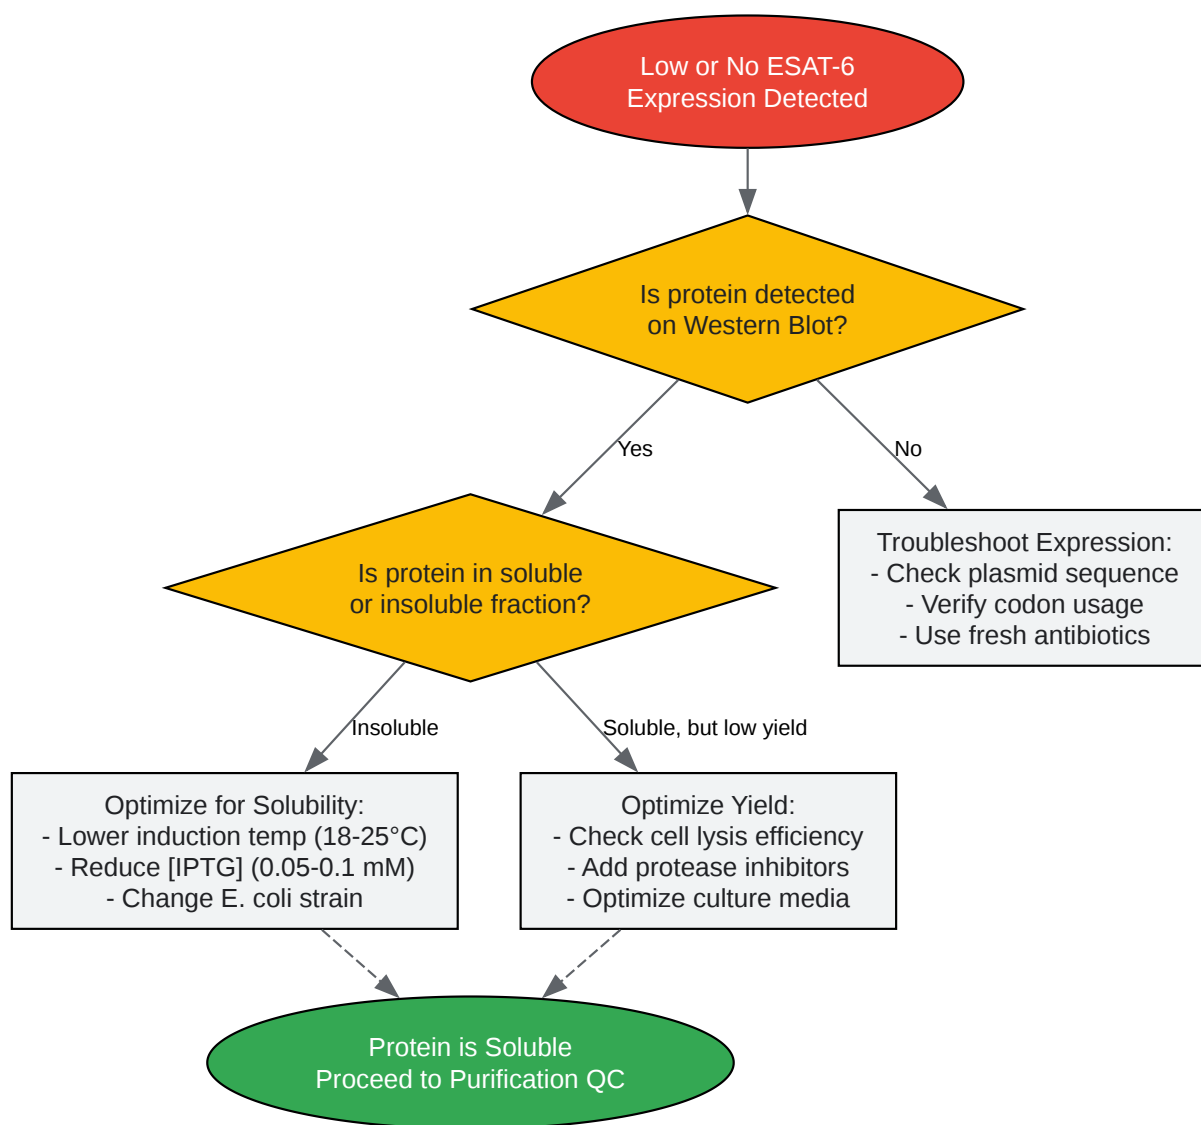 Low or No ESAT-6
Expression Detected
Is protein detected
on Western Blot?
Yes
No
Is protein in soluble
or insoluble fraction?
Troubleshoot Expression:
- Check plasmid sequence
- Verify codon usage
- Use fresh antibiotics
Insoluble
Soluble, but low yield
Optimize for Solubility:
- Lower induction temp (18-25°C)
- Reduce [IPTG] (0.05-0.1 mM)
- Change E. coli strain
Optimize Yield:
- Check cell lysis efficiency
- Add protease inhibitors
- Optimize culture media
Protein is Soluble
Proceed to Purification QC